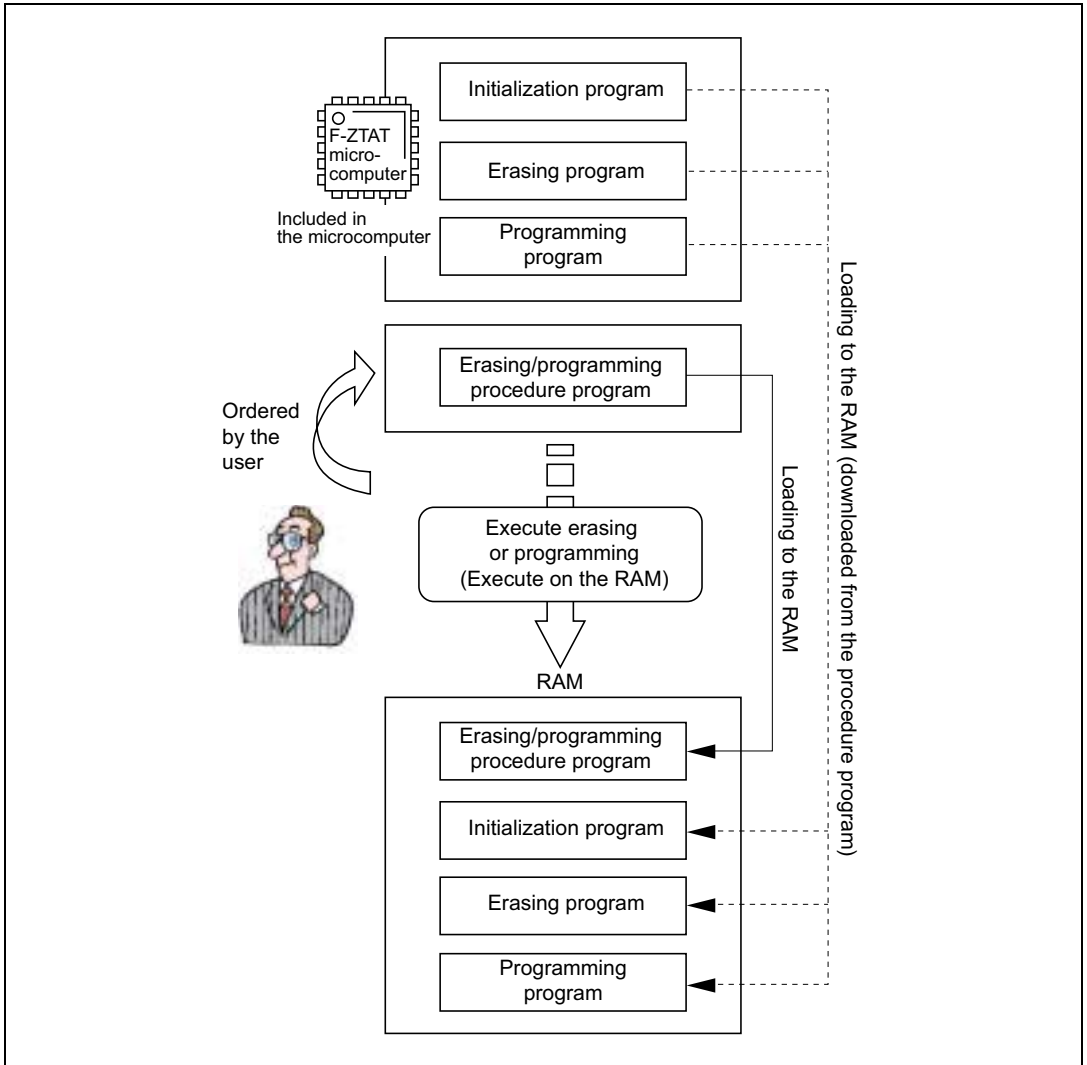 Initialization program
F-ZTAT
micro-
computer
Erasing program
Included in
the microcomputer
Programming
program
Loading to the RAM (downloaded from the procedure program)
Erasing/programming
procedure program
Ordered
by the
user
Loading to the RAM
Execute erasing
or programming
(Execute on the RAM)
RAM
Erasing/programming
procedure program
Initialization program
Erasing program
Programming
program